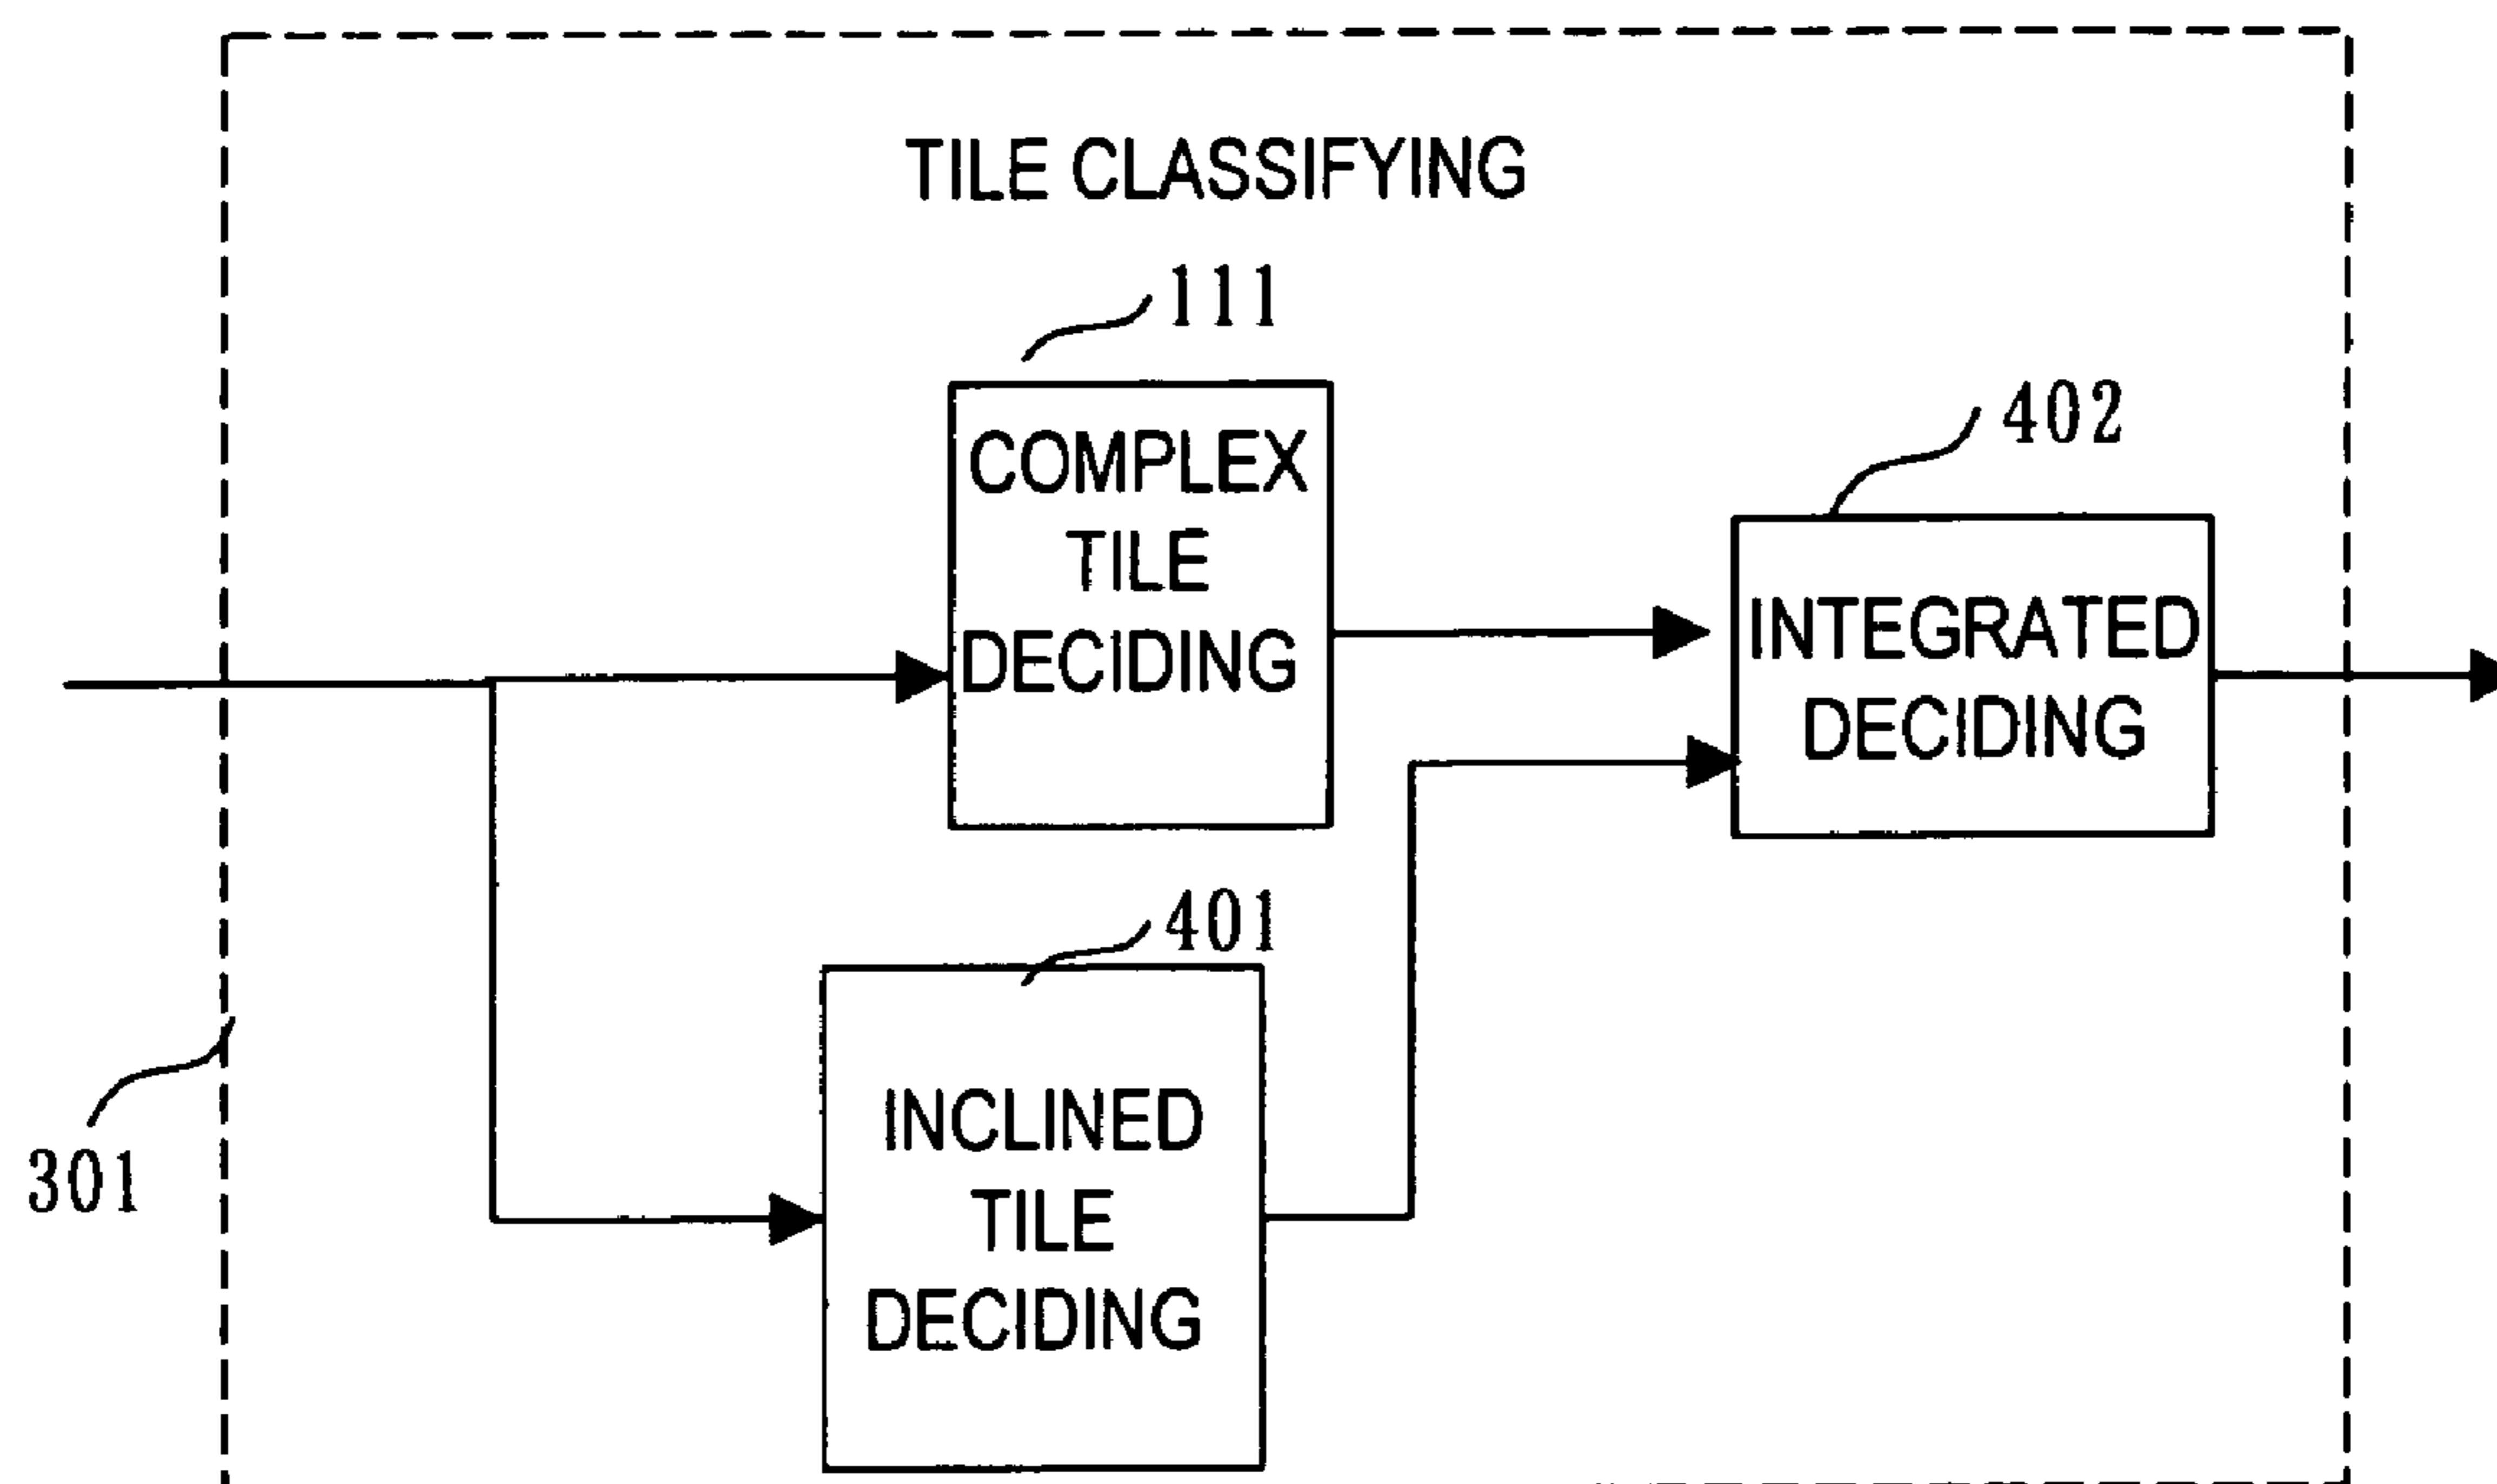 TILE CLASSIFYING
111
COMPLEX
TILE
DECIDING
402
INTEGRATED
DECIDING
401
INCLINED
TILE
DECIDING
301